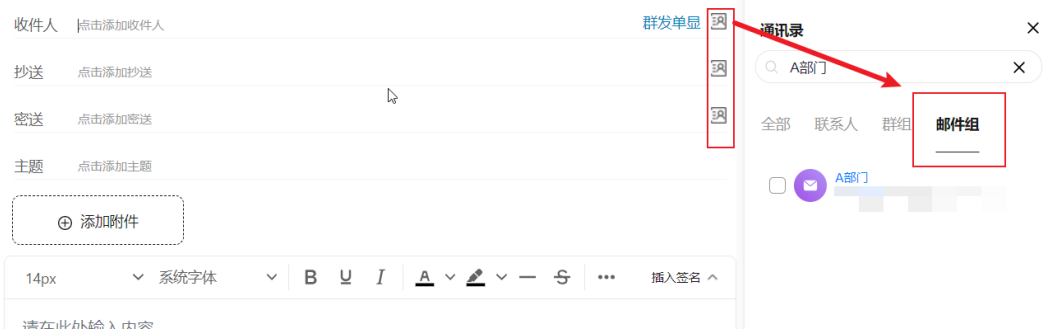 收件人 点击添加收件人 群发单显
抄送 点击添加抄送
密送 点击添加密送
主题 点击添加主题
添加附件
14px 系统字体 B U I A S 插入签名
请在此处输入内容
通讯录
A部门
全部 联系人 群组 邮件组
A部门